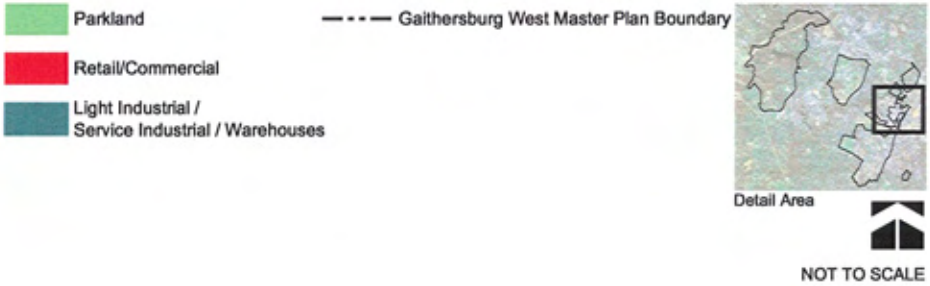 Parkland
Gaithersburg West Master Plan Boundary
Retail/Commercial
Light Industrial /
Service Industrial / Warehouses
Detail Area
NOT TO SCALE